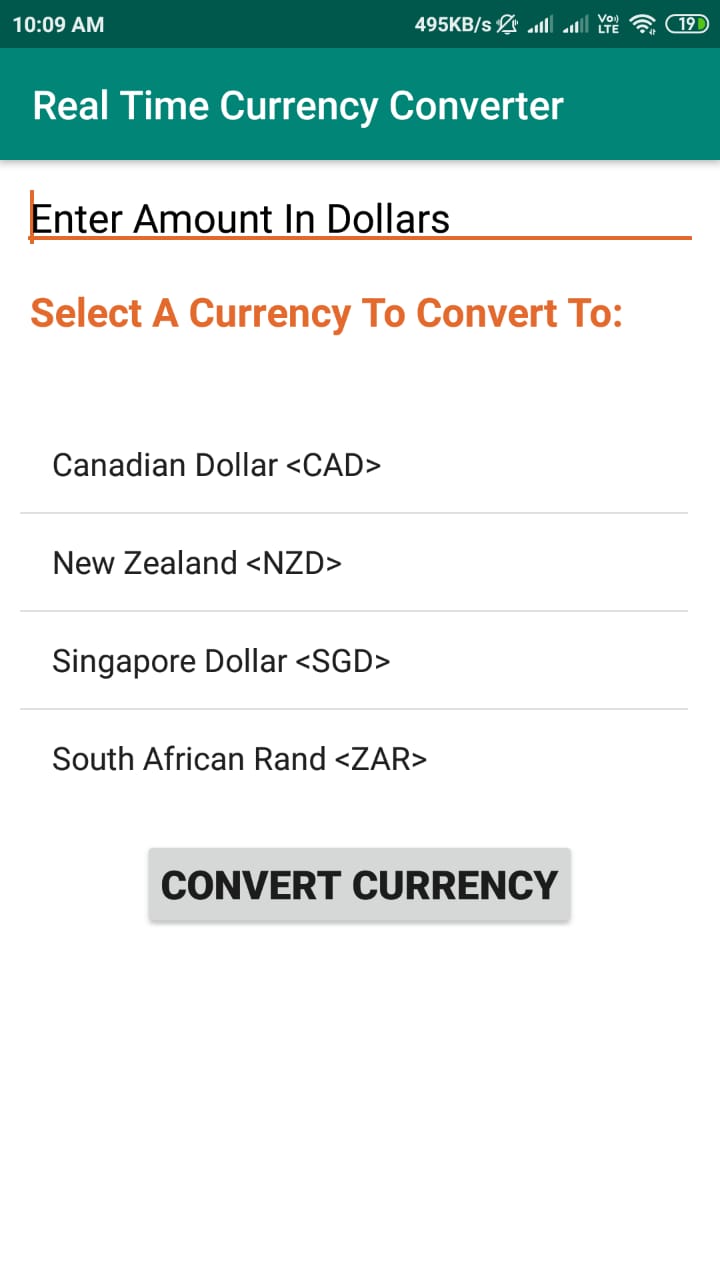 10:09 AM 495KB/s Vo)) LTE 19
Real Time Currency Converter
Enter Amount In Dollars
Select A Currency To Convert To:
Canadian Dollar <CAD>
New Zealand <NZD>
Singapore Dollar <SGD>
South African Rand <ZAR>
CONVERT CURRENCY